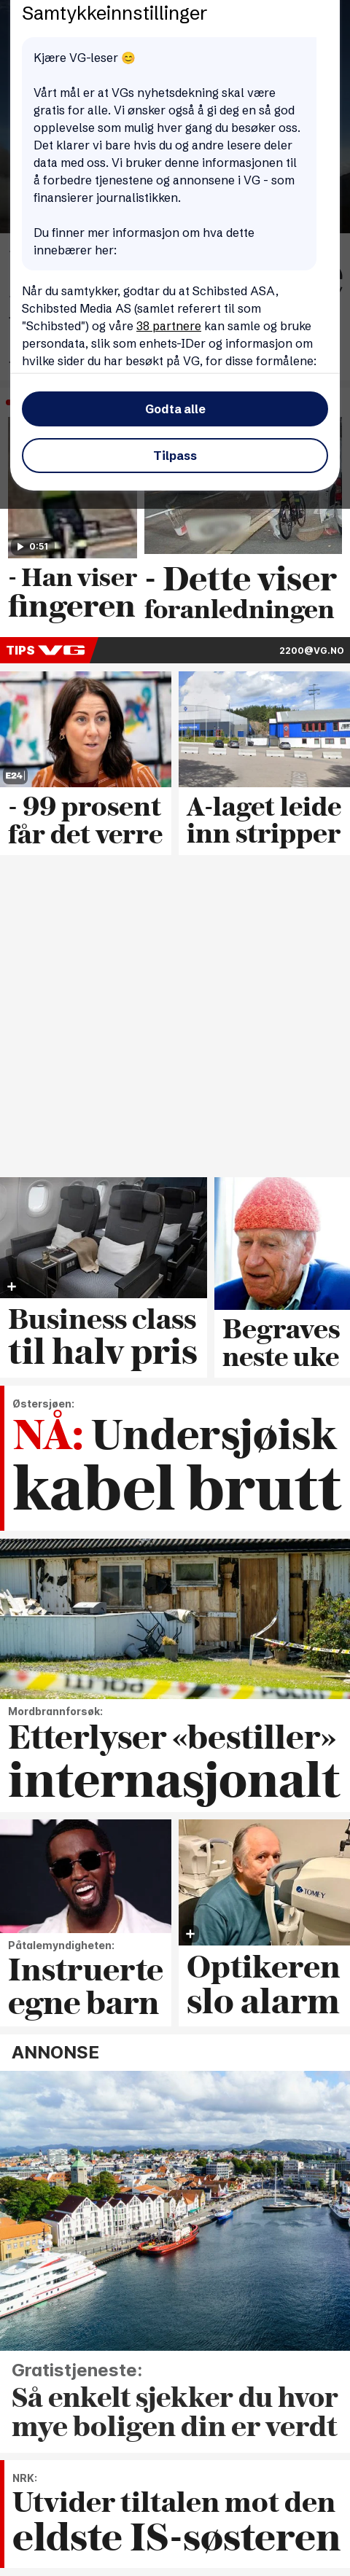 Samtykkeinnstillinger
Kjære VG-leser 😊
Vårt mål er at VGs nyhetsdekning skal være
gratis for alle. Vi ønsker også å gi deg en så god
opplevelse som mulig hver gang du besøker oss.
Det klarer vi bare hvis du og andre lesere deler
data med oss. Vi bruker denne informasjonen til
å forbedre tjenestene og annonsene i VG - som
finansierer journalistikken.
Du finner mer informasjon om hva dette
innebærer her:
Når du samtykker, godtar du at Schibsted ASA,
Schibsted Media AS (samlet referert til som
"Schibsted") og våre 38 partnere kan samle og bruke
persondata, slik som enhets-IDer og informasjon om
hvilke sider du har besøkt på VG, for disse formålene:
Godta alle
Tilpass
0:51
- Han viser
fingeren
- Dette viser
foranledningen
TIPS VG
2200@VG.NO
E24
- 99 prosent
får det verre
A-laget leide
inn stripper
Business class
til halv pris
Begraves
neste uke
Østersjøen:
NÅ: Undersjøisk
kabel brutt
Mordbrannforsøk:
Etterlyser «bestiller»
internasjonalt
TOMEY
Påtalemyndigheten:
Instruerte
egne barn
Optikeren
slo alarm
ANNONSE
Gratistjeneste:
Så enkelt sjekker du hvor
mye boligen din er verdt
NRK:
Utvider tiltalen mot den
eldste IS-søsteren